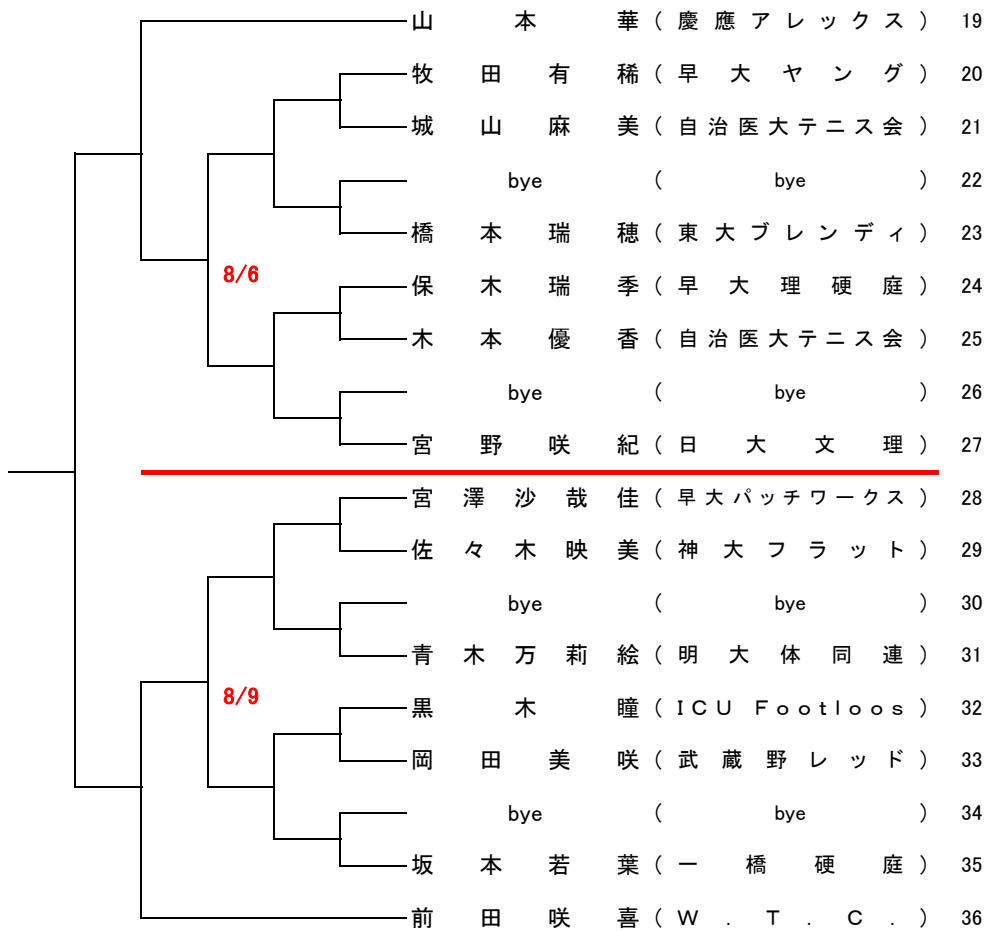 山本華(慶應アレックス) 19
牧田有稀(早大ヤング) 20
城山麻美(自治医大テニス会) 21
bye(bye) 22
橋本瑞穂(東大ブレンディ) 23
8/6
保木瑞季(早大理硬庭) 24
木本優香(自治医大テニス会) 25
bye(bye) 26
宮野咲紀(日大文理) 27
宮澤沙哉佳(早大パッチワークス) 28
佐々木映美(神大フラット) 29
bye(bye) 30
青木万莉絵(明大体同連) 31
8/9
黒木瞳(ICU Footloos) 32
岡田美咲(武蔵野レッド) 33
bye(bye) 34
坂本若葉(一橋硬庭) 35
前田咲喜(W.T.C.) 36